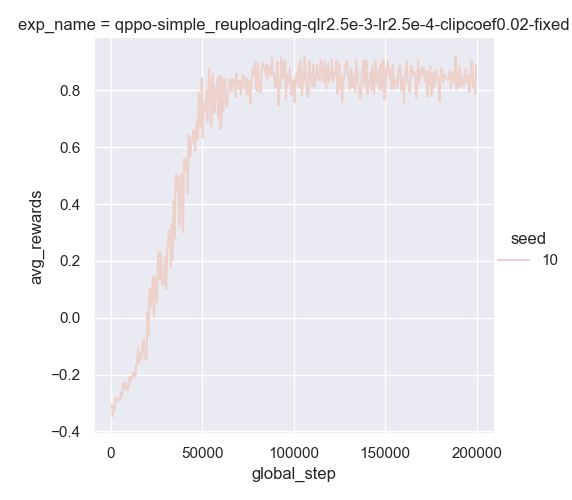 exp_name = qppo-simple_reuploading-qlr2.5e-3-lr2.5e-4-clipcoef0.02-fixed
0.8
0.6
0.4
0.2
0.0
−0.2
−0.4
avg_rewards
seed
10
0 50000 100000 150000 200000
global_step